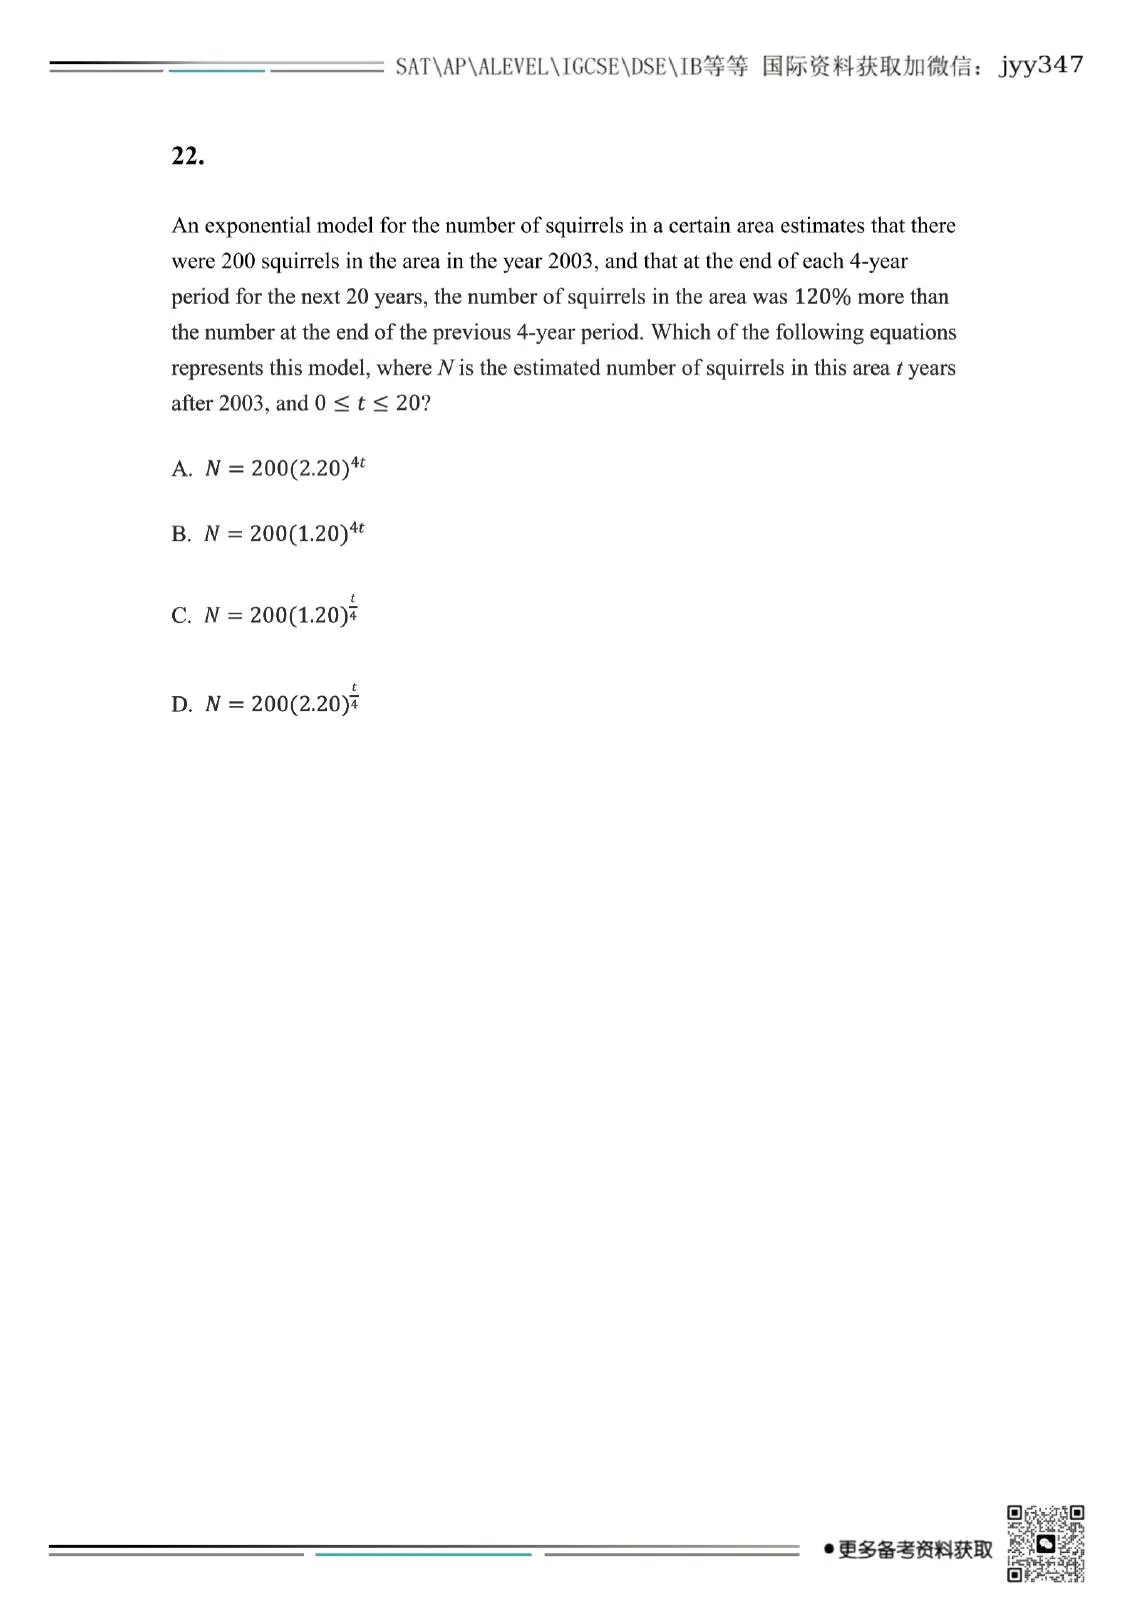 SAT\AP\ALEVEL\IGCSE\DSE\IB等等 国际资料获取加微信：jyy347
22.
An exponential model for the number of squirrels in a certain area estimates that there
were 200 squirrels in the area in the year 2003, and that at the end of each 4-year
period for the next 20 years, the number of squirrels in the area was 120% more than
the number at the end of the previous 4-year period. Which of the following equations
represents this model, where N is the estimated number of squirrels in this area t years
after 2003, and 0 ≤ t ≤ 20?
A. N = 200(2.20)^{4t}
B. N = 200(1.20)^{4t}
C. N = 200(1.20)^{\frac{t}{4}}
D. N = 200(2.20)^{\frac{t}{4}}
●更多备考资料获取